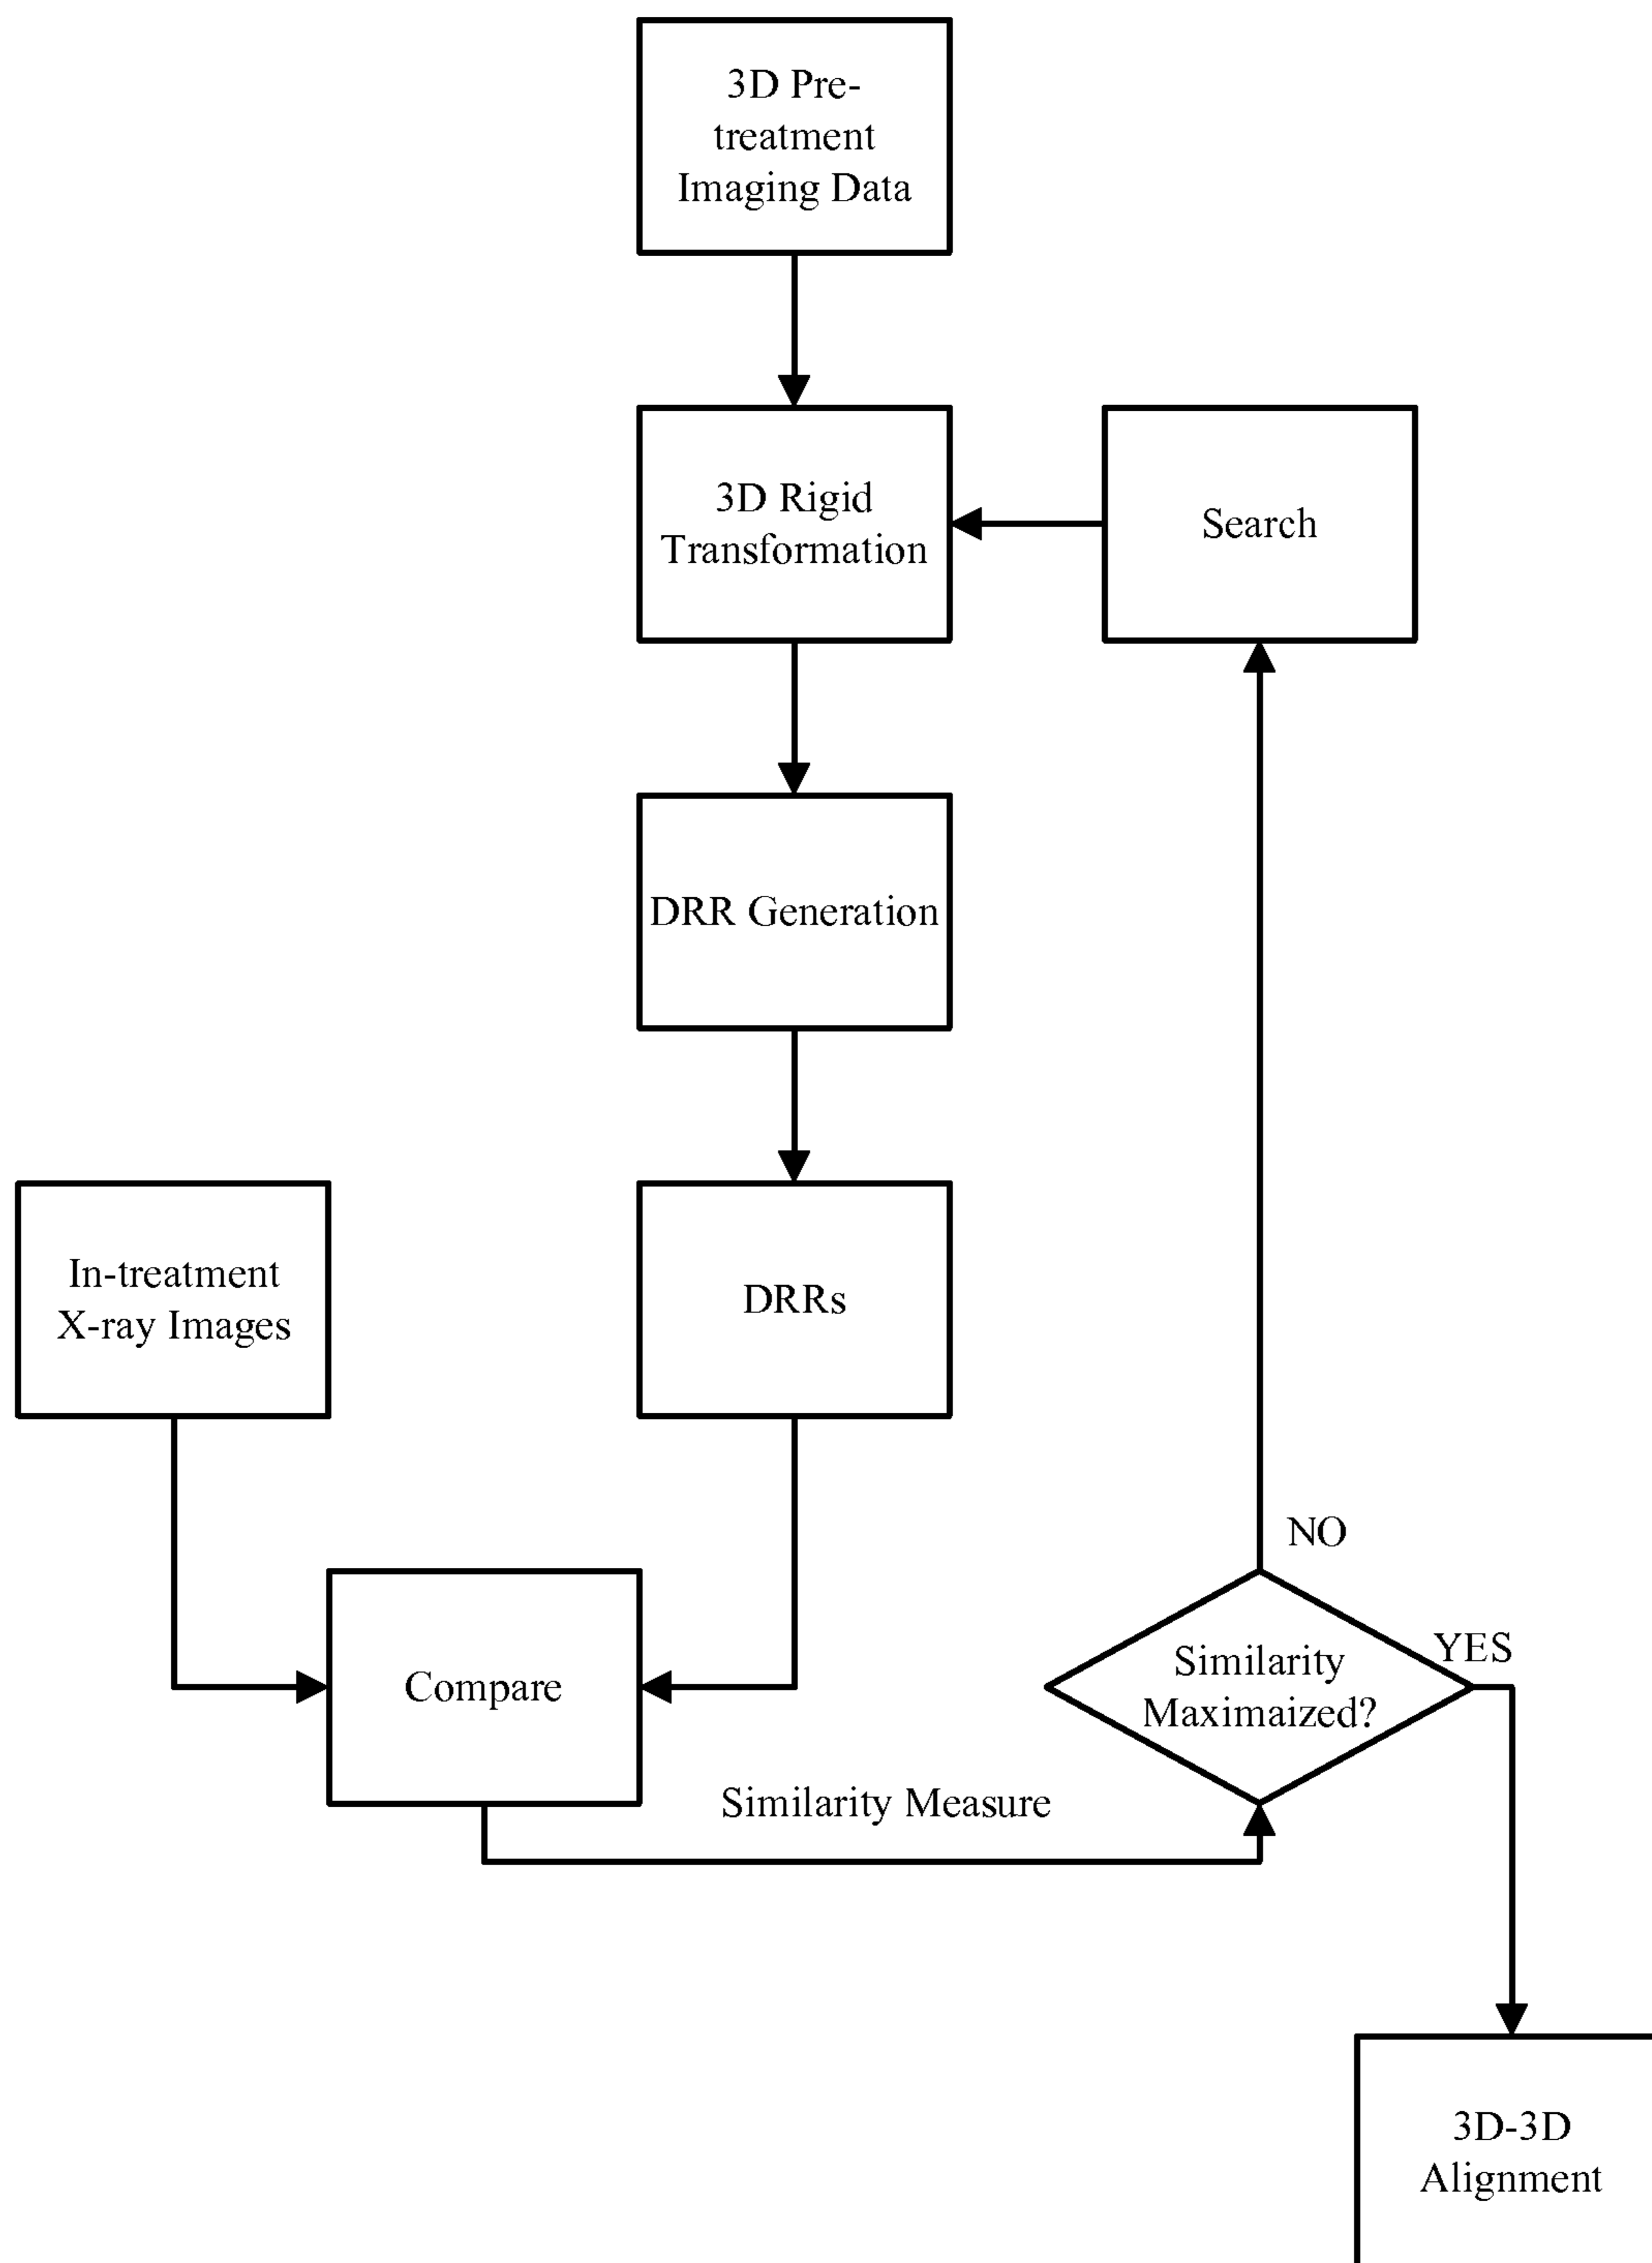 3D Pre-
treatment
Imaging Data
3D Rigid
Transformation
Search
DRR Generation
In-treatment
X-ray Images
DRRs
NO
YES
Compare
Similarity
Maximaized?
Similarity Measure
3D-3D
Alignment